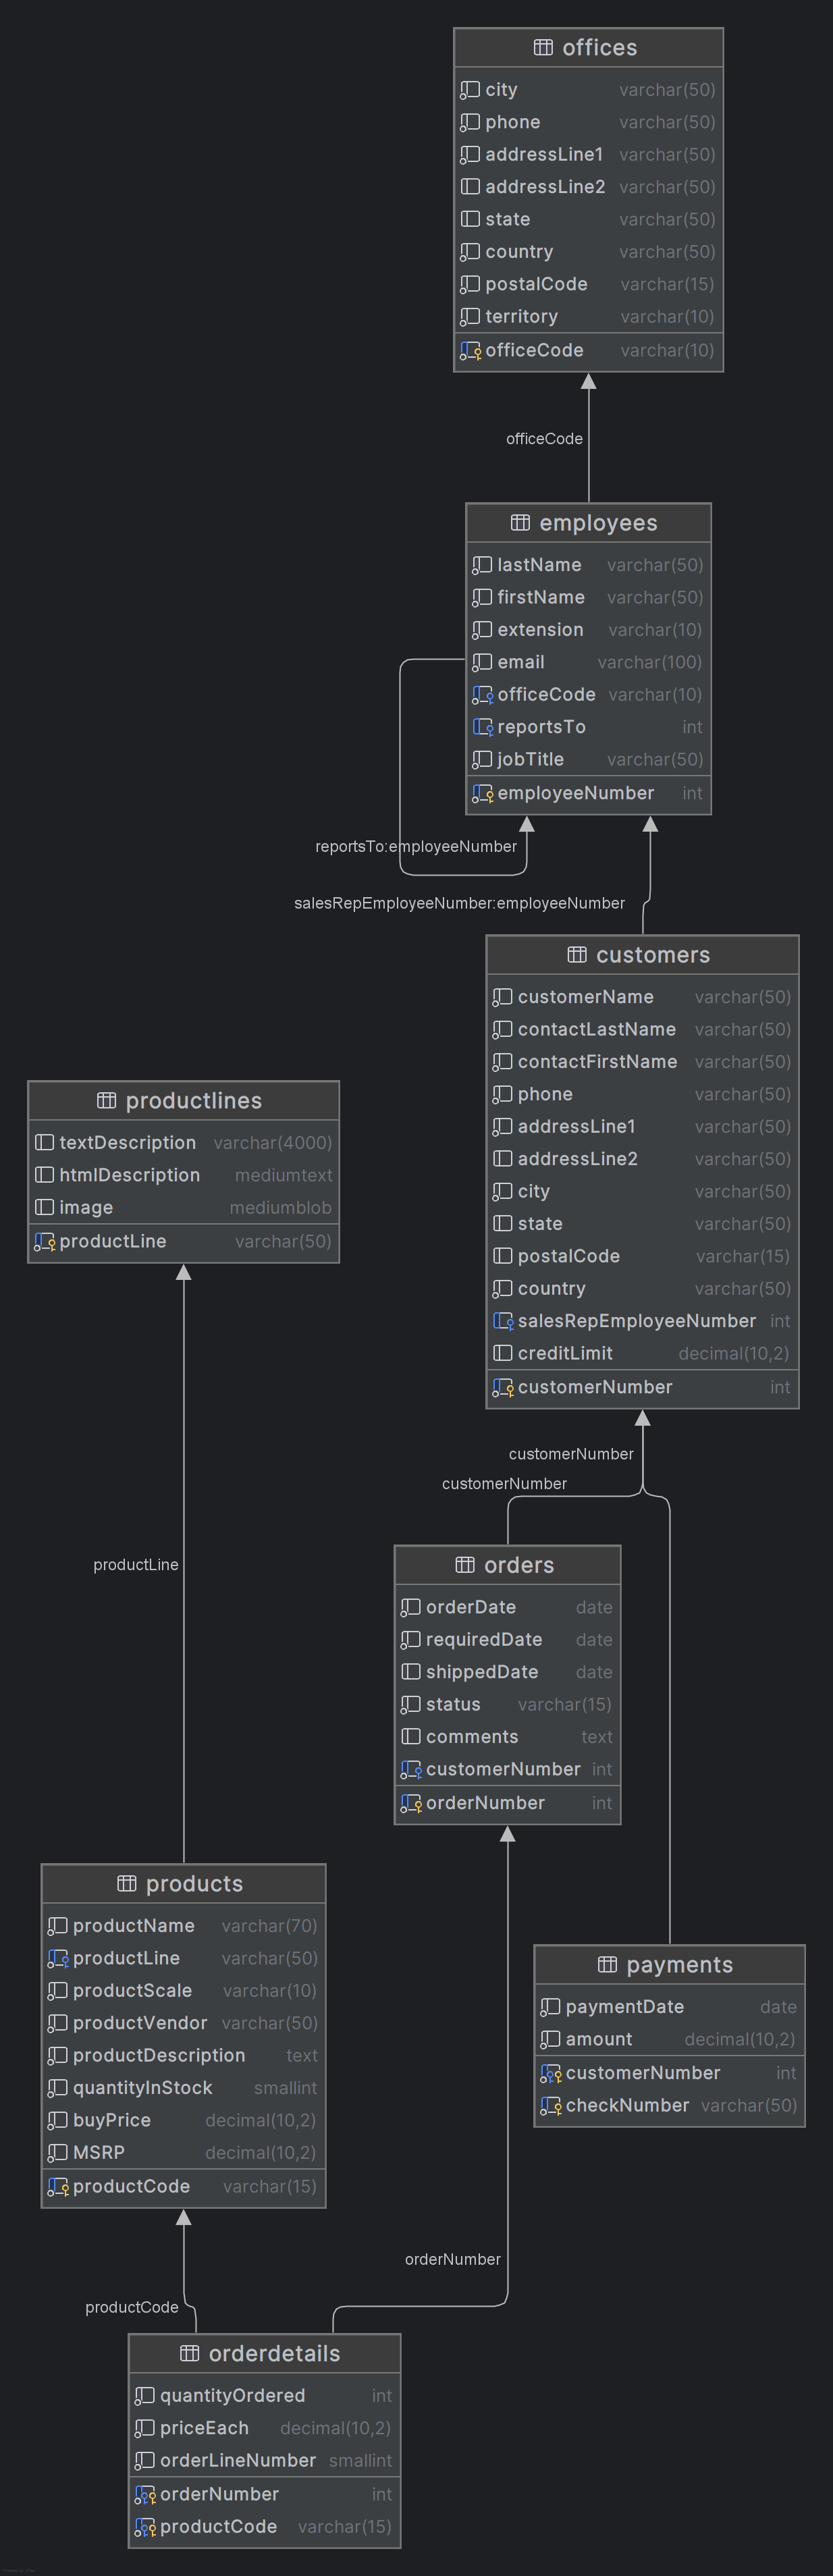 offices
city varchar(50)
phone varchar(50)
addressLine1 varchar(50)
addressLine2 varchar(50)
state varchar(50)
country varchar(50)
postalCode varchar(15)
territory varchar(10)
officeCode varchar(10)
officeCode
employees
lastName varchar(50)
firstName varchar(50)
extension varchar(10)
email varchar(100)
officeCode varchar(10)
reportsTo int
jobTitle varchar(50)
employeeNumber int
reportsTo:employeeNumber
salesRepEmployeeNumber:employeeNumber
customers
customerName varchar(50)
contactLastName varchar(50)
contactFirstName varchar(50)
phone varchar(50)
addressLine1 varchar(50)
addressLine2 varchar(50)
city varchar(50)
state varchar(50)
postalCode varchar(15)
country varchar(50)
salesRepEmployeeNumber int
creditLimit decimal(10,2)
customerNumber int
productlines
textDescription varchar(4000)
htmlDescription mediumtext
image mediumblob
productLine varchar(50)
customerNumber
customerNumber
productLine
orders
orderDate date
requiredDate date
shippedDate date
status varchar(15)
comments text
customerNumber int
orderNumber int
products
productName varchar(70)
productLine varchar(50)
productScale varchar(10)
productVendor varchar(50)
productDescription text
quantityInStock smallint
buyPrice decimal(10,2)
MSRP decimal(10,2)
productCode varchar(15)
payments
paymentDate date
amount decimal(10,2)
customerNumber int
checkNumber varchar(50)
orderNumber
productCode
orderdetails
quantityOrdered int
priceEach decimal(10,2)
orderLineNumber smallint
orderNumber int
productCode varchar(15)